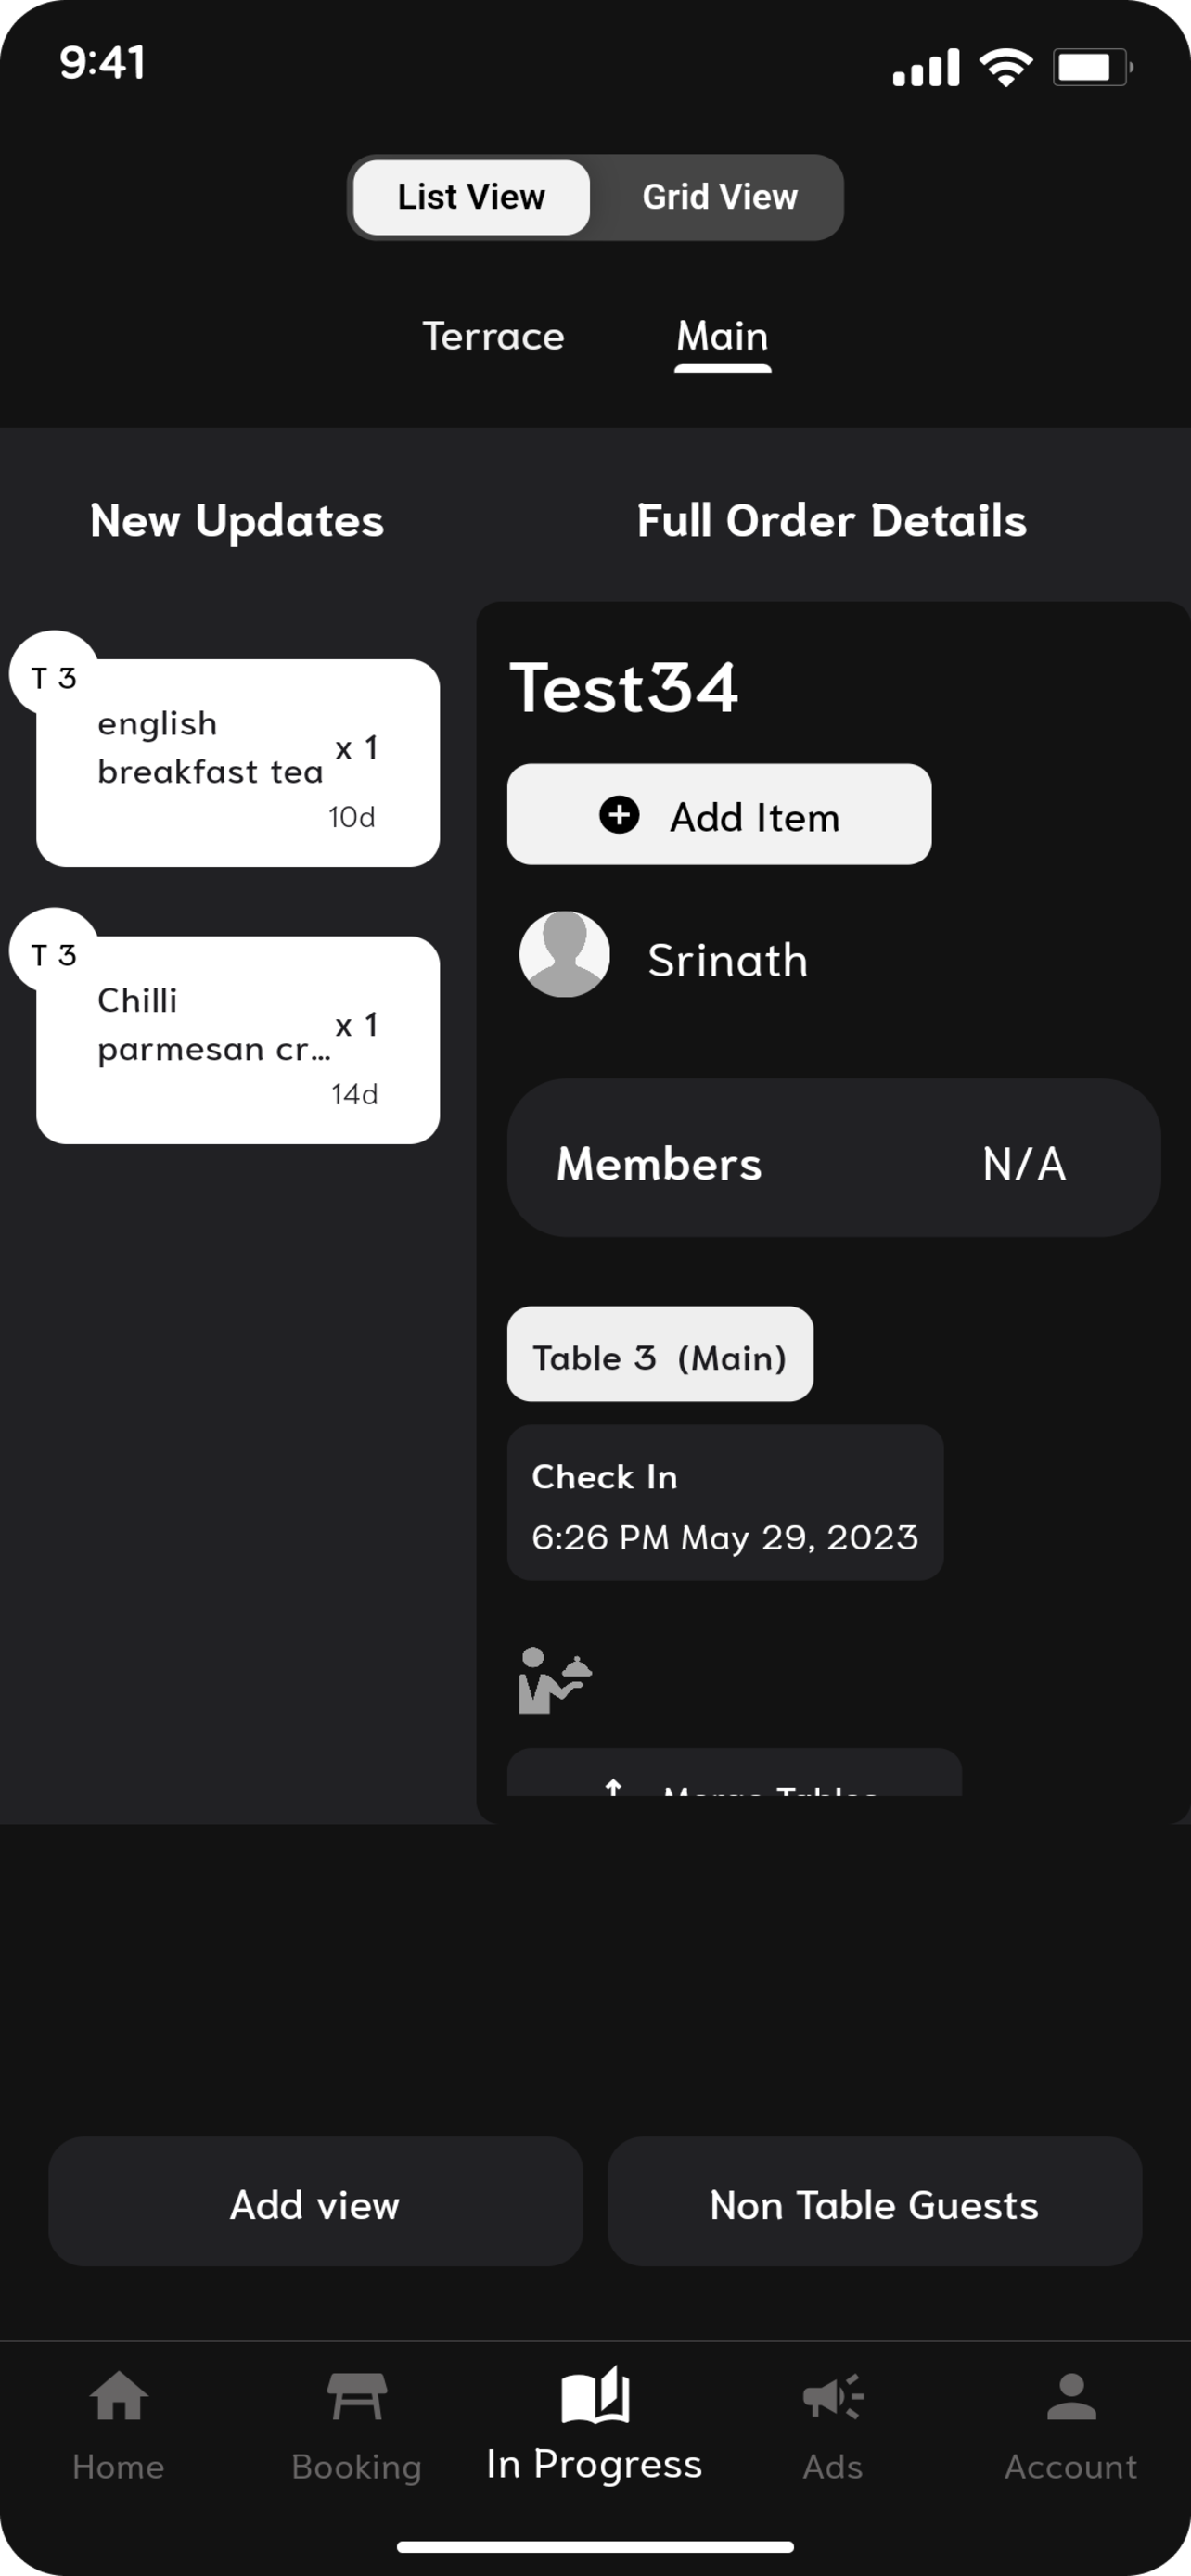 9:41
List View
Grid View
Terrace
Main
New Updates
Full Order Details
T 3
english
breakfast tea
x 1
10d
T 3
Chilli
parmesan cr...
x 1
14d
Test34
Add Item
Srinath
Members
N/A
Table 3 (Main)
Check In
6:26 PM May 29, 2023
Merge Tables
Add view
Non Table Guests
Home
Booking
In Progress
Ads
Account